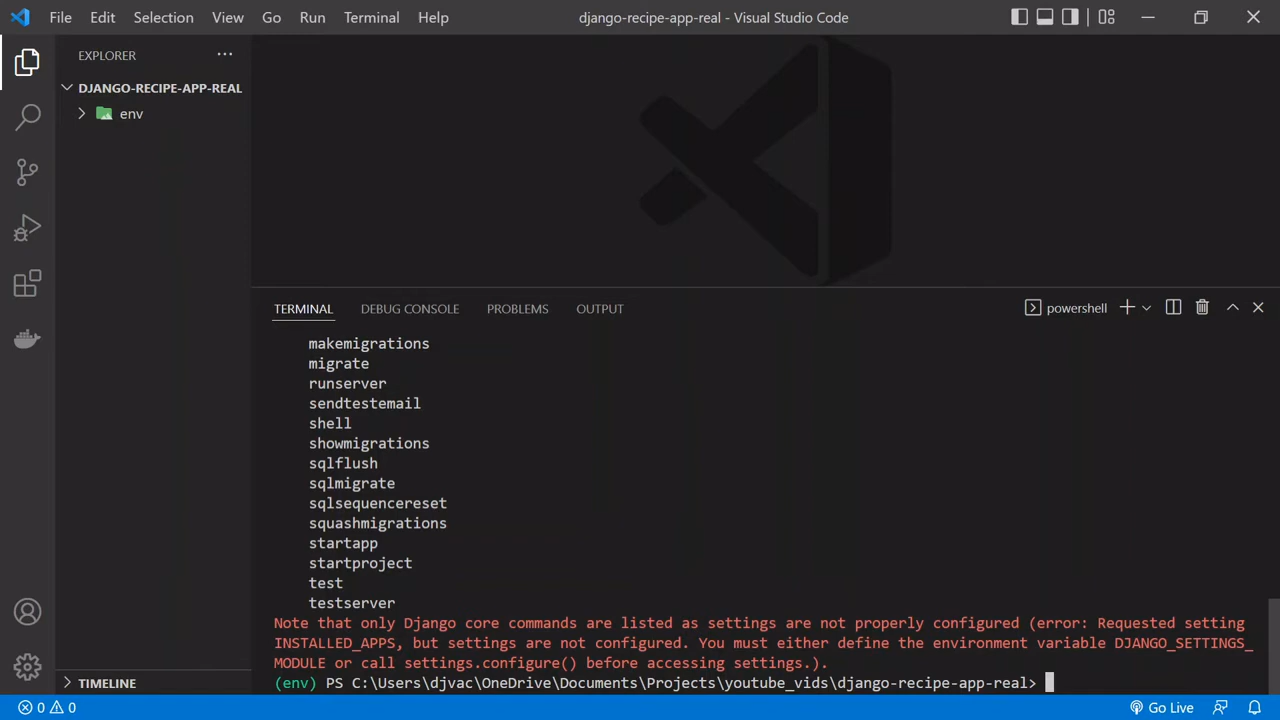 File Edit Selection View Go Run Terminal Help django-recipe-app-real - Visual Studio Code
EXPLORER
DJANGO-RECIPE-APP-REAL
env
TERMINAL DEBUG CONSOLE PROBLEMS OUTPUT powershell
makemigrations
migrate
runserver
sendtestemail
shell
showmigrations
sqlflush
sqlmigrate
sqlsequencereset
squashmigrations
startapp
startproject
test
testserver
Note that only Django core commands are listed as settings are not properly configured (error: Requested setting
INSTALLED_APPS, but settings are not configured. You must either define the environment variable DJANGO_SETTINGS_
MODULE or call settings.configure() before accessing settings.).
(env) PS C:\Users\djvac\OneDrive\Documents\Projects\youtube_vids\django-recipe-app-real>
TIMELINE
0 0 Go Live